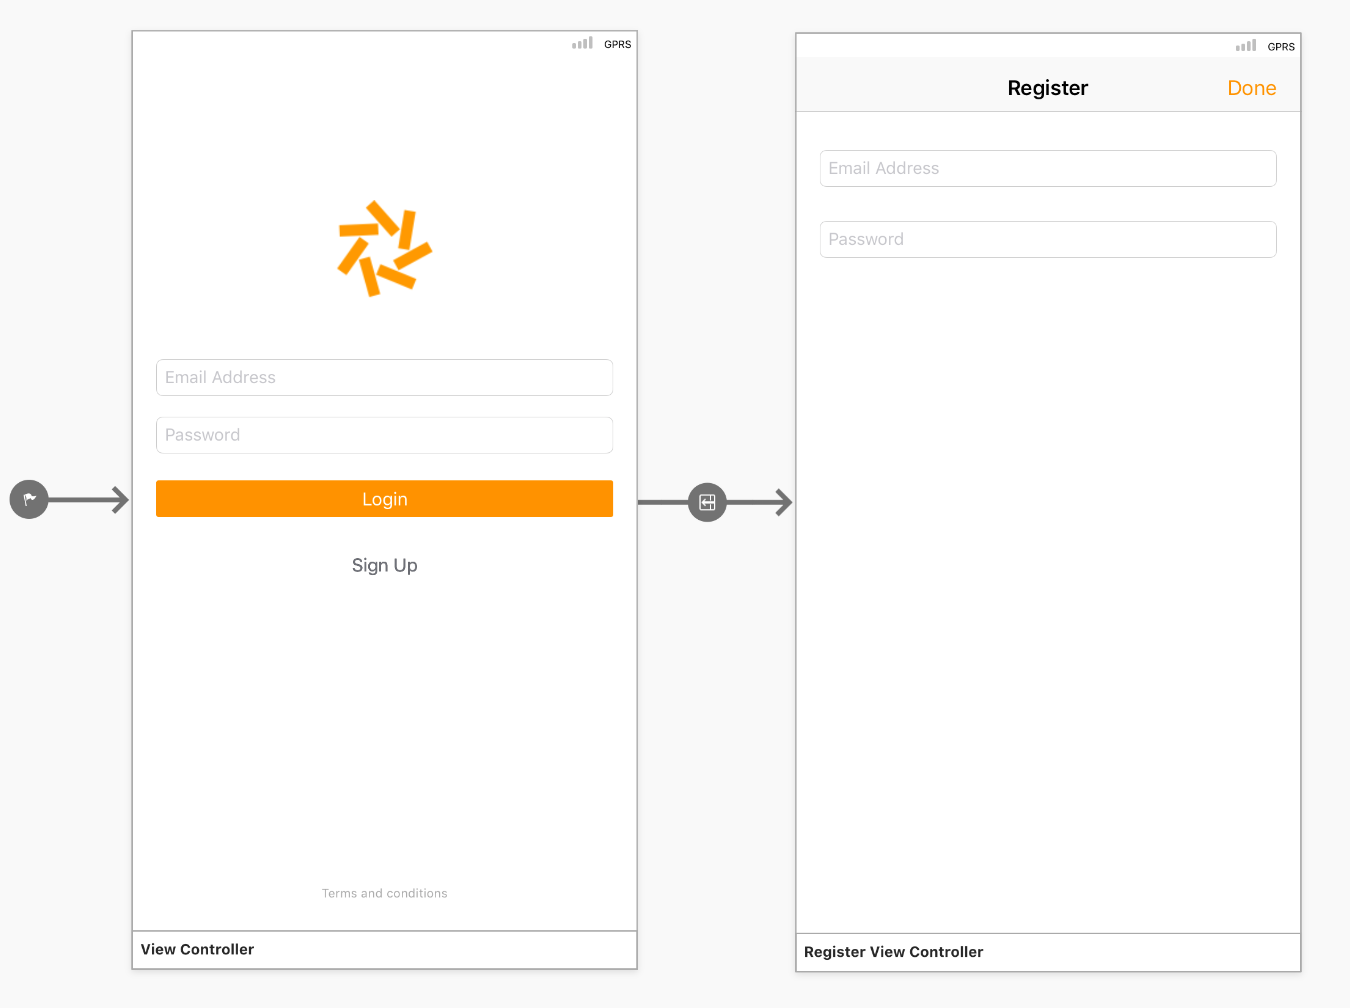 GPRS
Email Address
Password
Login
Sign Up
Terms and conditions
View Controller
GPRS
Register
Done
Email Address
Password
Register View Controller